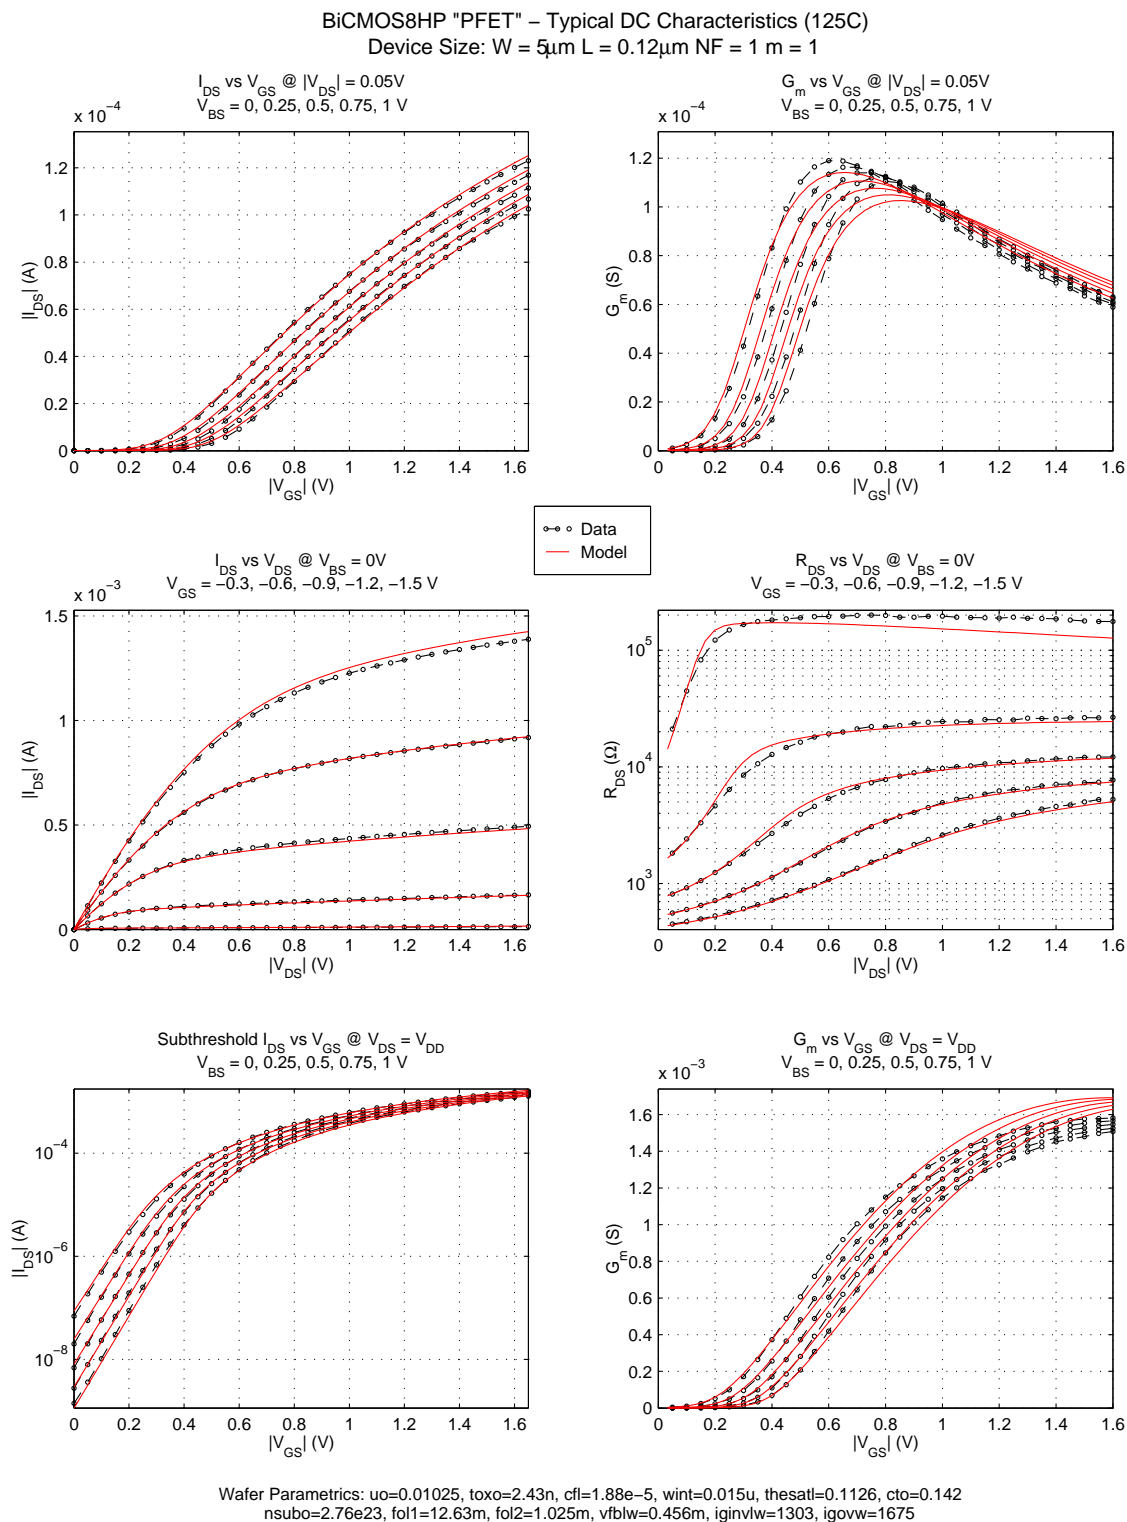 BiCMOS8HP "PFET" − Typical DC Characteristics (125C)
Device Size: W = 5μm L = 0.12μm NF = 1 m = 1
I_DS vs V_GS @ |V_DS| = 0.05V
V_BS = 0, 0.25, 0.5, 0.75, 1 V
x 10^−4
1.2
1
0.8
0.6
0.4
0.2
0
0 0.2 0.4 0.6 0.8 1 1.2 1.4 1.6
|I_DS| (A)
|V_GS| (V)
G_m vs V_GS @ |V_DS| = 0.05V
V_BS = 0, 0.25, 0.5, 0.75, 1 V
x 10^−4
1.2
1
0.8
0.6
0.4
0.2
0
0 0.2 0.4 0.6 0.8 1 1.2 1.4 1.6
G_m (S)
|V_GS| (V)
Data
Model
I_DS vs V_DS @ V_BS = 0V
V_GS = −0.3, −0.6, −0.9, −1.2, −1.5 V
x 10^−3
1.5
1
0.5
0
0 0.2 0.4 0.6 0.8 1 1.2 1.4 1.6
|I_DS| (A)
|V_DS| (V)
R_DS vs V_DS @ V_BS = 0V
V_GS = −0.3, −0.6, −0.9, −1.2, −1.5 V
10^5
10^4
10^3
0 0.2 0.4 0.6 0.8 1 1.2 1.4 1.6
R_DS (Ω)
|V_DS| (V)
Subthreshold I_DS vs V_GS @ V_DS = V_DD
V_BS = 0, 0.25, 0.5, 0.75, 1 V
10^−4
10^−6
10^−8
0 0.2 0.4 0.6 0.8 1 1.2 1.4 1.6
|I_DS| (A)
|V_GS| (V)
G_m vs V_GS @ V_DS = V_DD
V_BS = 0, 0.25, 0.5, 0.75, 1 V
x 10^−3
1.6
1.4
1.2
1
0.8
0.6
0.4
0.2
0
0 0.2 0.4 0.6 0.8 1 1.2 1.4 1.6
G_m (S)
|V_GS| (V)
Wafer Parametrics: uo=0.01025, toxo=2.43n, cfl=1.88e−5, wint=0.015u, thesatl=0.1126, cto=0.142
nsubo=2.76e23, fol1=12.63m, fol2=1.025m, vfblw=0.456m, iginvlw=1303, igovw=1675